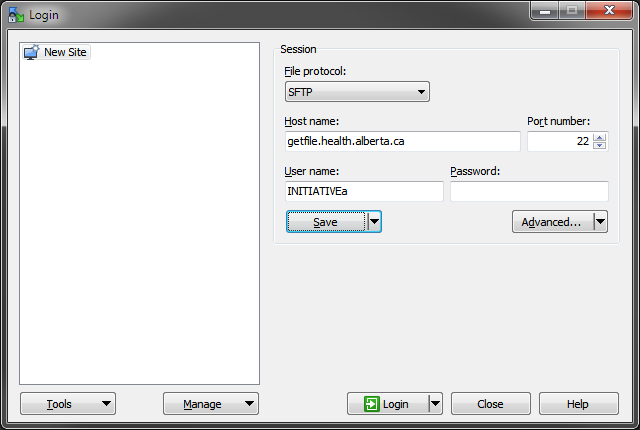 Login
New Site
Session
File protocol:
SFTP
Host name:
Port number:
getfile.health.alberta.ca
22
User name:
Password:
INITIATIVEa
Save
Advanced...
Tools
Manage
Login
Close
Help